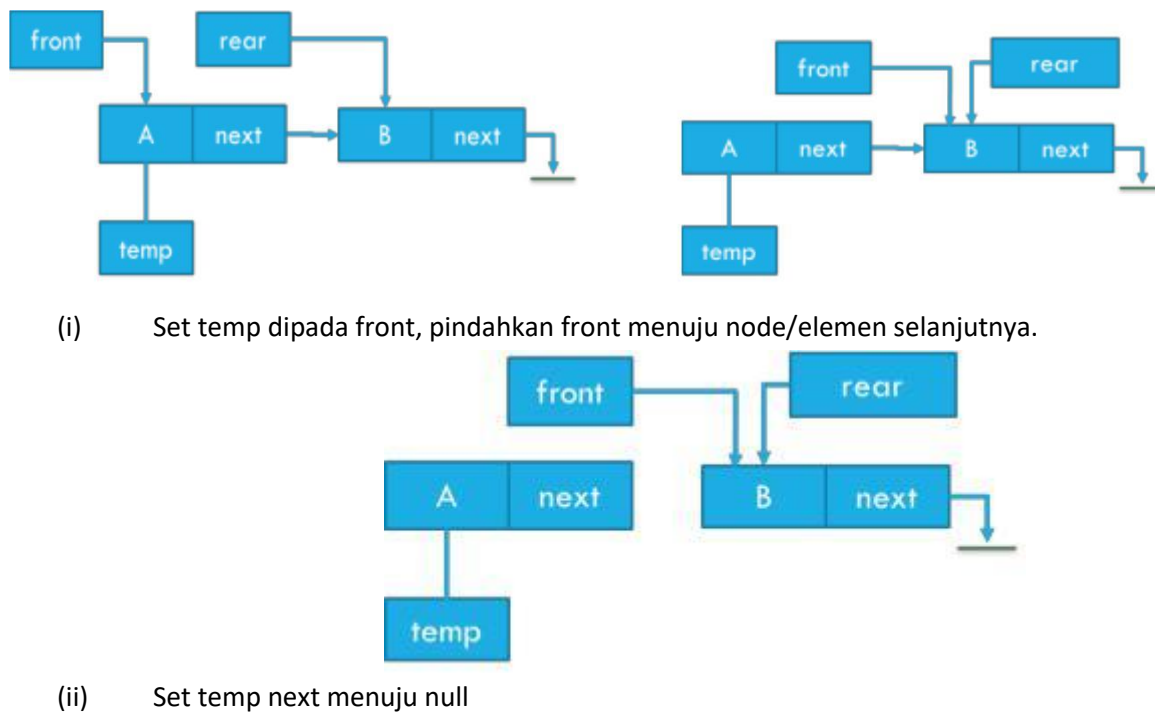 front rear
A next B next
temp
front rear
A next B next
temp
(i) Set temp dipada front, pindahkan front menuju node/elemen selanjutnya.
front rear
A next B next
temp
(ii) Set temp next menuju null